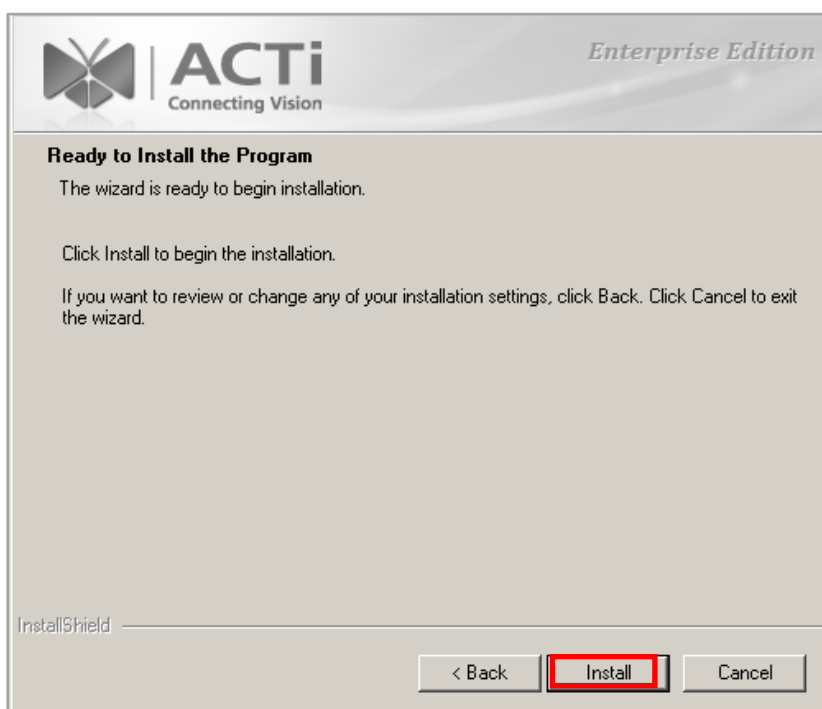 ACTi
Connecting Vision
Enterprise Edition
Ready to Install the Program
The wizard is ready to begin installation.
Click Install to begin the installation.
If you want to review or change any of your installation settings, click Back. Click Cancel to exit
the wizard.
InstallShield
< Back
Install
Cancel